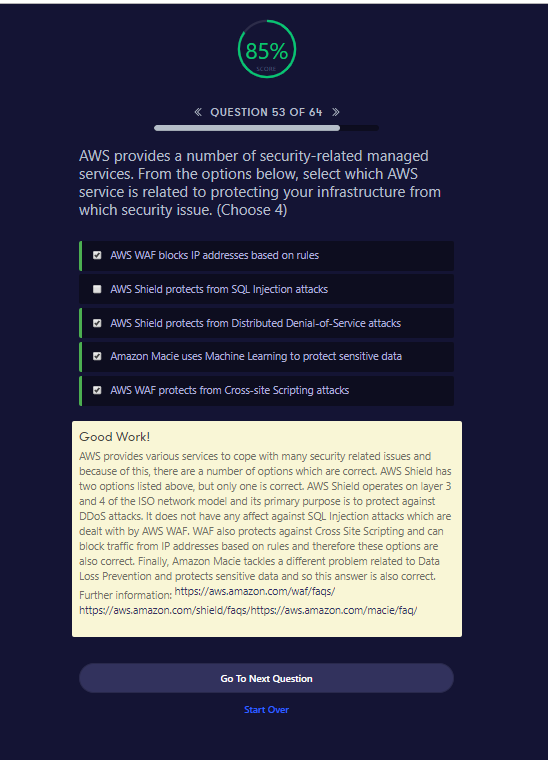 85%
SCORE
« QUESTION 53 OF 64 »
AWS provides a number of security-related managed
services. From the options below, select which AWS
service is related to protecting your infrastructure from
which security issue. (Choose 4)
AWS WAF blocks IP addresses based on rules
AWS Shield protects from SQL Injection attacks
AWS Shield protects from Distributed Denial-of-Service attacks
Amazon Macie uses Machine Learning to protect sensitive data
AWS WAF protects from Cross-site Scripting attacks
Good Work!
AWS provides various services to cope with many security related issues and
because of this, there are a number of options which are correct. AWS Shield has
two options listed above, but only one is correct. AWS Shield operates on layer 3
and 4 of the ISO network model and its primary purpose is to protect against
DDoS attacks. It does not have any affect against SQL Injection attacks which are
dealt with by AWS WAF. WAF also protects against Cross Site Scripting and can
block traffic from IP addresses based on rules and therefore these options are
also correct. Finally, Amazon Macie tackles a different problem related to Data
Loss Prevention and protects sensitive data and so this answer is also correct.
Further information: https://aws.amazon.com/waf/faqs/
https://aws.amazon.com/shield/faqs/https://aws.amazon.com/macie/faq/
Go To Next Question
Start Over